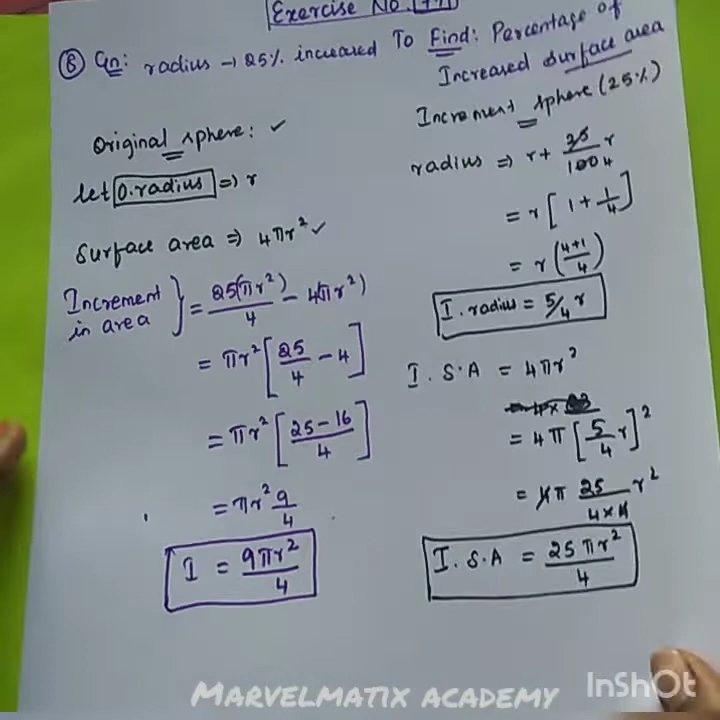 Exercise No.
⑧ Gn: radius → 25% increased To Find: Percentage of
Increased surface area
Original sphere: ✓
let O.radius ⇒ r
Surface area ⇒ 4πr² ✓
Increment in area } = 25(πr²)/4 - 4(πr²)
= πr² [25/4 - 4]
= πr² [25-16/4]
= πr² 9/4
I = 9πr²/4
Increment sphere (25%)
radius ⇒ r + 25/100 4 r
= r [1 + 1/4]
= r (4+1/4)
I. radius = 5/4 r
I. S.A = 4πr²
= 4π [5/4 r]²
= 4π 25/4×4 r²
I. S.A = 25πr²/4
MARVELMATIX ACADEMY
InShOt